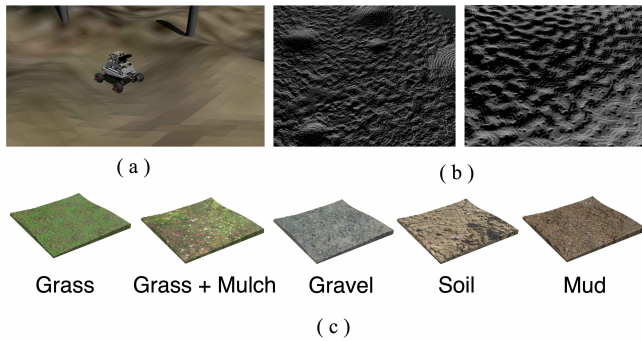 ( a )
( b )
Grass
Grass + Mulch
Gravel
Soil
Mud
( c )